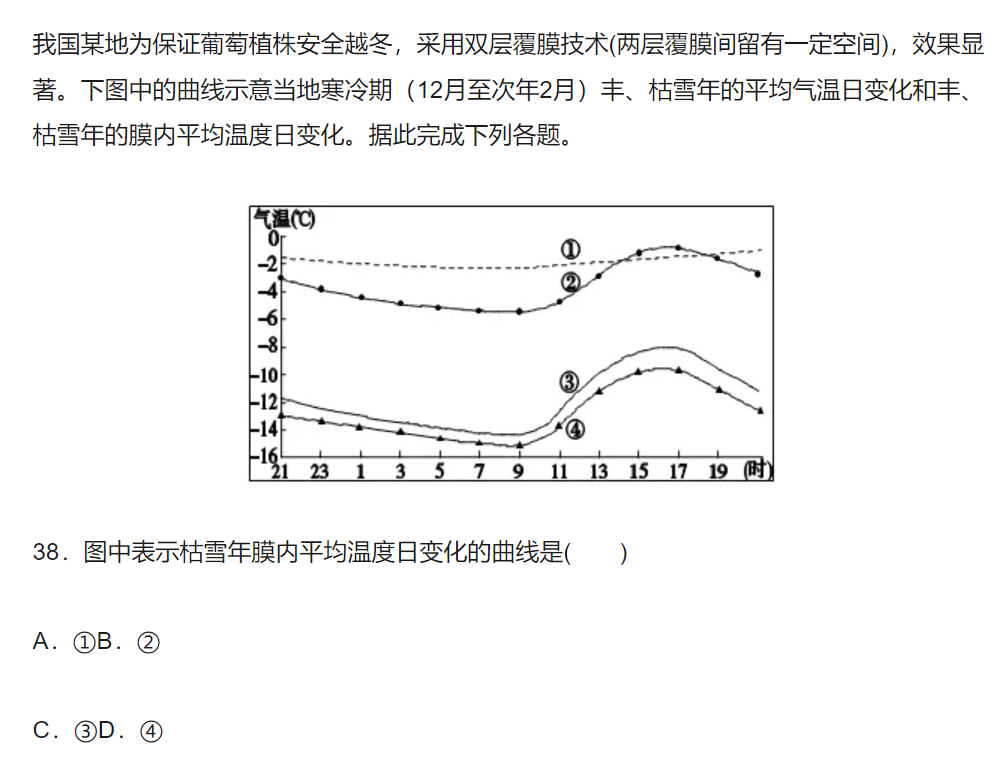 我国某地为保证葡萄植株安全越冬，采用双层覆膜技术(两层覆膜间留有一定空间)，效果显
著。下图中的曲线示意当地寒冷期（12月至次年2月）丰、枯雪年的平均气温日变化和丰、
枯雪年的膜内平均温度日变化。据此完成下列各题。
气温(℃)
0
-2
-4
-6
-8
-10
-12
-14
-16
①
②
③
④
21 23 1 3 5 7 9 11 13 15 17 19 (时)
38．图中表示枯雪年膜内平均温度日变化的曲线是(　　)
A．①B．②
C．③D．④